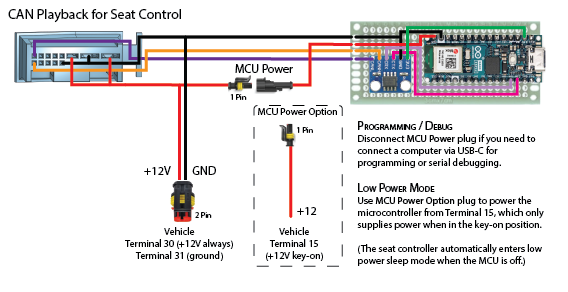 CAN Playback for Seat Control
MCU Power
1 Pin
MCU Power Option
1 Pin
+12V
GND
2 Pin
+12
Vehicle
Terminal 30 (+12V always)
Terminal 31 (ground)
Vehicle
Terminal 15
(+12V key-on)
Programming / Debug
Disconnect MCU Power plug if you need to
connect a computer via USB-C for
programming or serial debugging.
Low Power Mode
Use MCU Power Option plug to power the
microcontroller from Terminal 15, which only
supplies power when in the key-on position.
(The seat controller automatically enters low
power sleep mode when the MCU is off.)